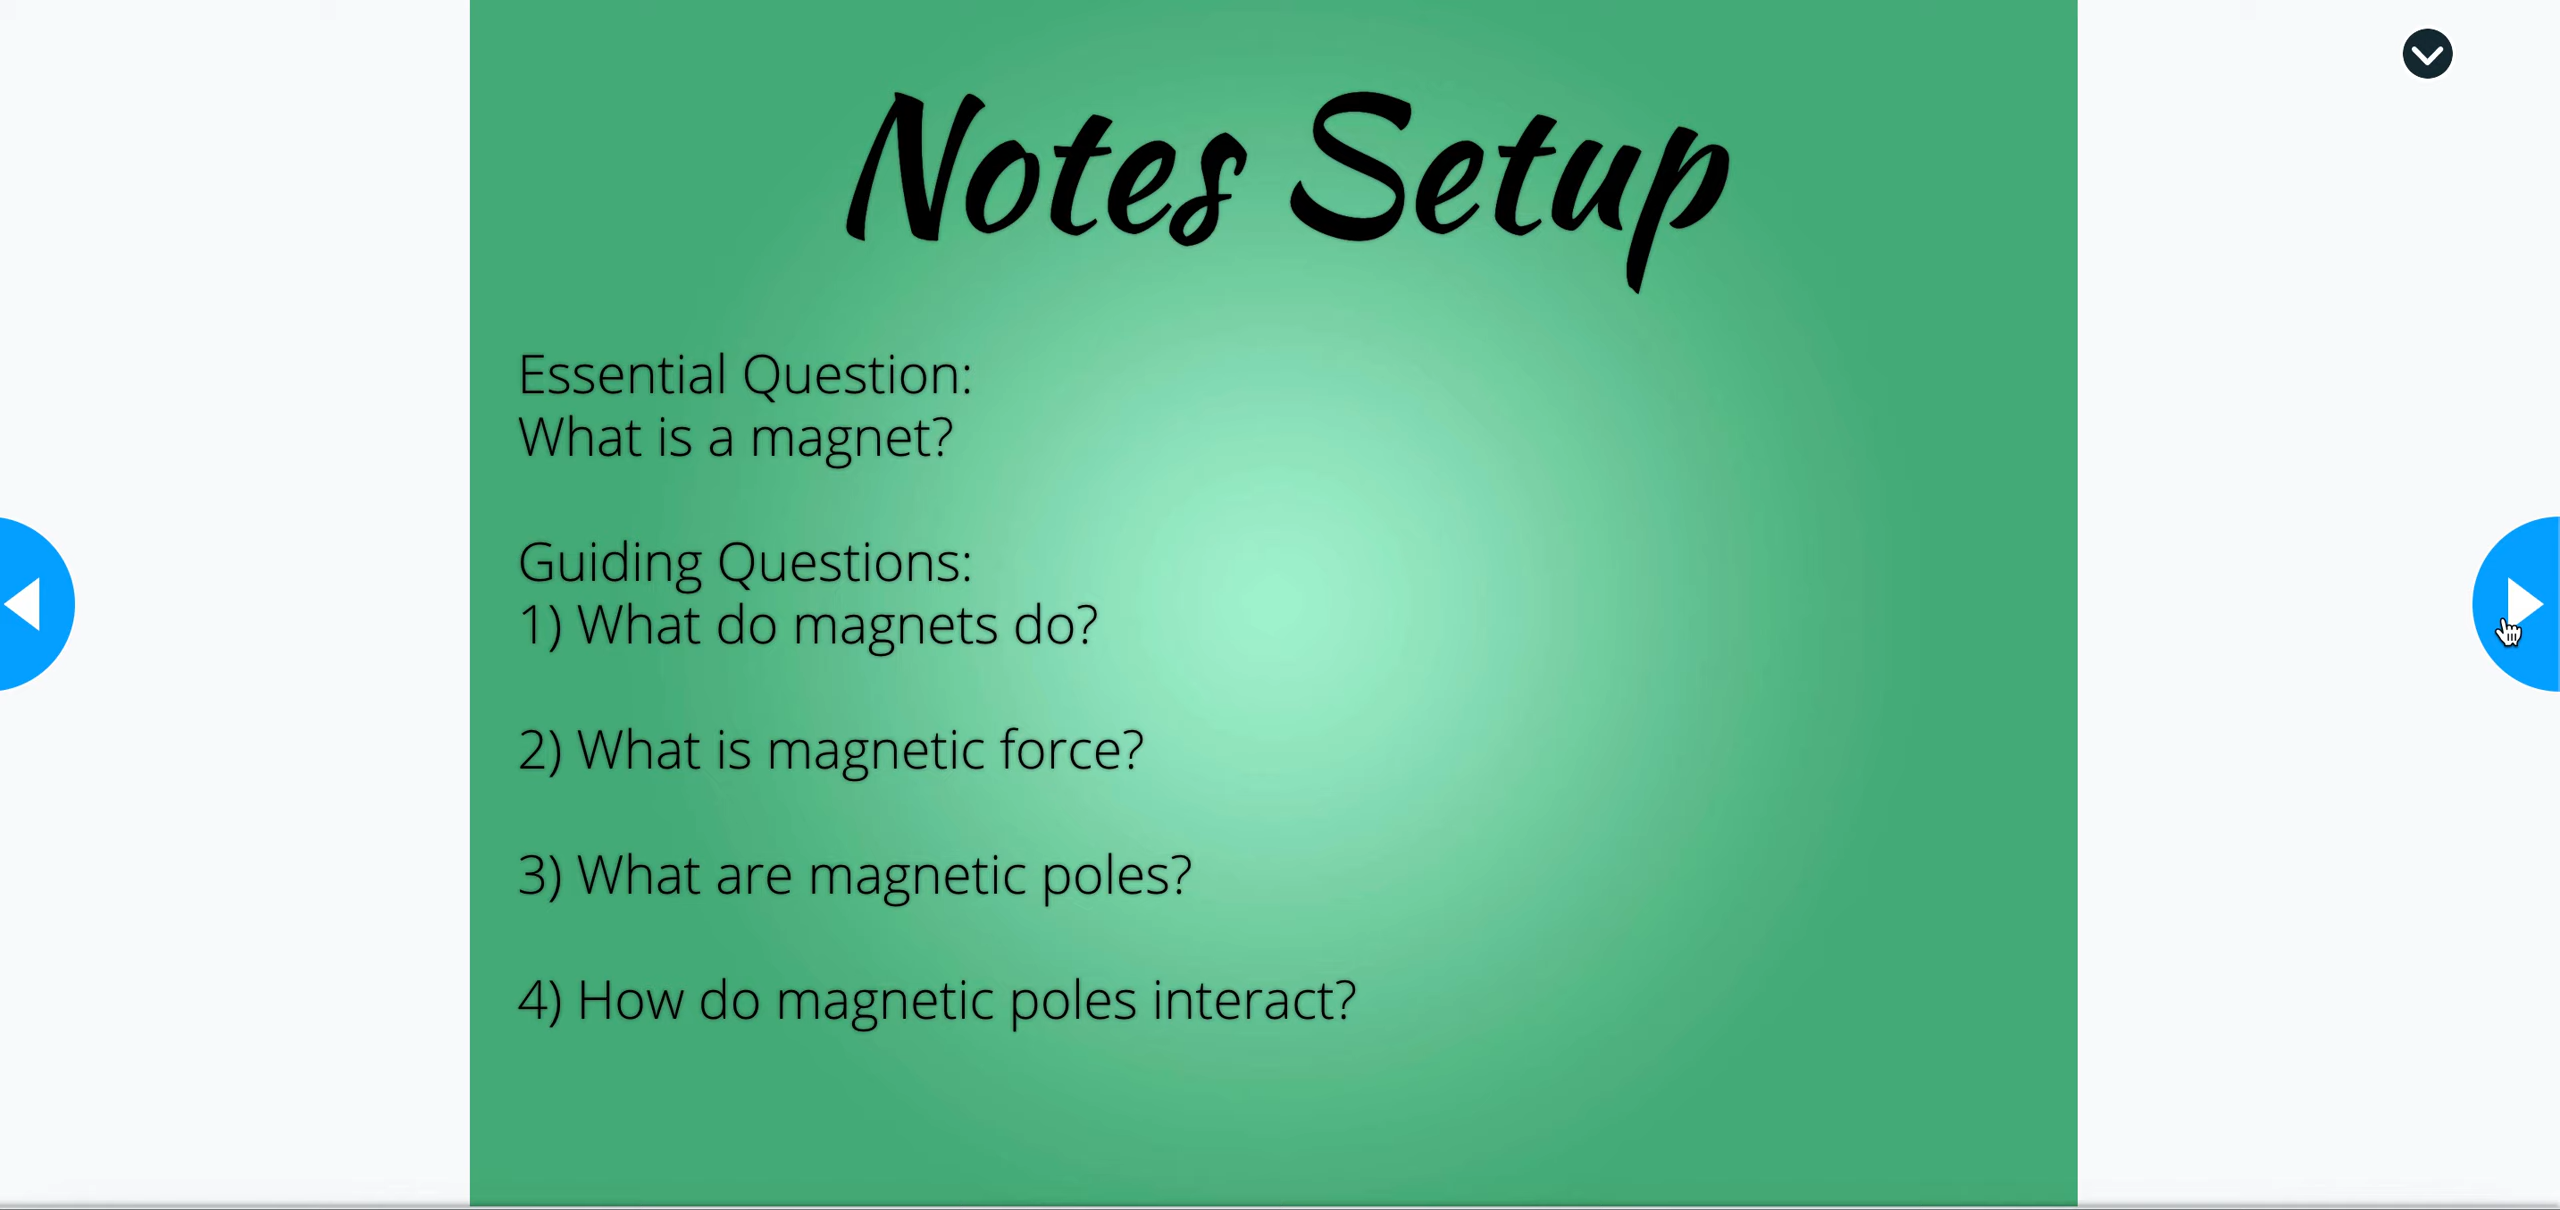 Notes Setup
Essential Question:
What is a magnet?
Guiding Questions:
1) What do magnets do?
2) What is magnetic force?
3) What are magnetic poles?
4) How do magnetic poles interact?